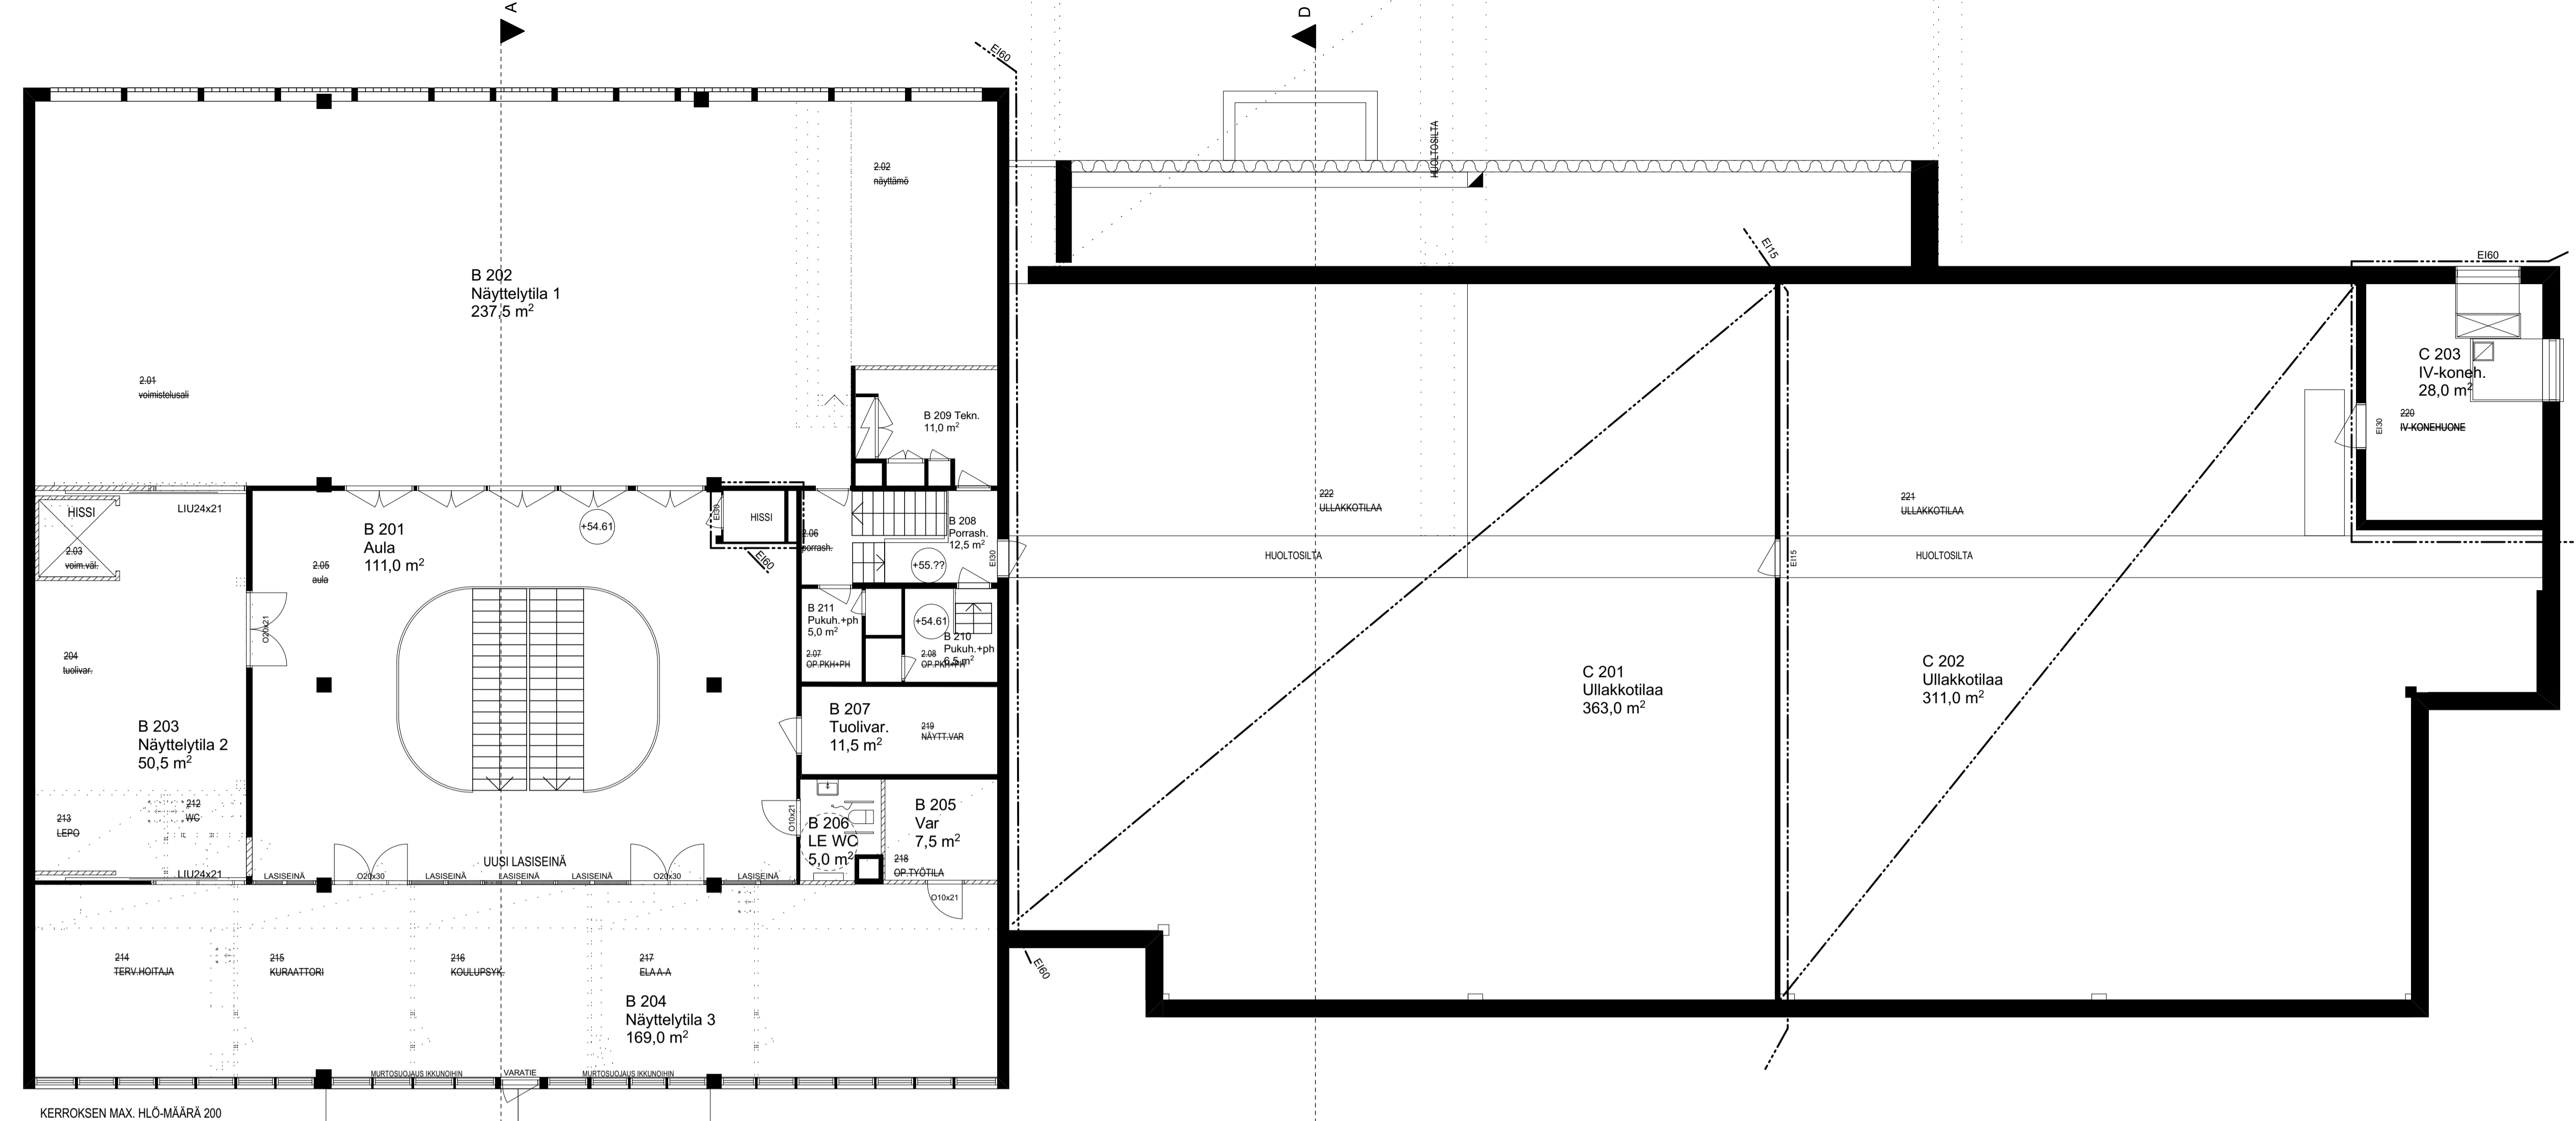 A
D
EI60
HUOLTOSILTA
2.02
näyttämö
EI15
EI60
B 202
Näyttelytila 1
237,5 m²
2.01
voimistelusali
B 209 Tekn.
11,0 m²
C 203
IV-koneh.
28,0 m²
220
IV-KONEHUONE
EI30
HISSI
LIU24x21
2.03
voim.väl.
B 201
Aula
111,0 m²
2.05
aula
+54.61
EI30
HISSI
EI60
2.06
porrash.
B 208
Porrash.
12,5 m²
+55.??
EI30
222
ULLAKKOTILAA
221
ULLAKKOTILAA
HUOLTOSILTA
EI15
HUOLTOSILTA
O20x21
B 211
Pukuh.+ph
5,0 m²
2.07
OP.PKH+PH
+54.61
B 210
Pukuh.+ph
6,5 m²
2.08
OP.PKH+PH
204
tuolivar.
B 203
Näyttelytila 2
50,5 m²
B 207
Tuolivar.
11,5 m²
219
NÄYTT.VAR
C 201
Ullakkotilaa
363,0 m²
C 202
Ullakkotilaa
311,0 m²
213
LEPO
212
WC
O10x21
B 206
LE WC
5,0 m²
B 205
Var
7,5 m²
218
OP.TYÖTILA
UUSI LASISEINÄ
LIU24x21
LASISEINÄ
O20x30
LASISEINÄ
LASISEINÄ
LASISEINÄ
O20x30
LASISEINÄ
O10x21
214
TERV.HOITAJA
215
KURAATTORI
216
KOULUPSYK.
217
ELA A-A
EI60
B 204
Näyttelytila 3
169,0 m²
MURTOSUOJAUS IKKUNOIHIN
VARATIE
MURTOSUOJAUS IKKUNOIHIN
KERROKSEN MAX. HLÖ-MÄÄRÄ 200